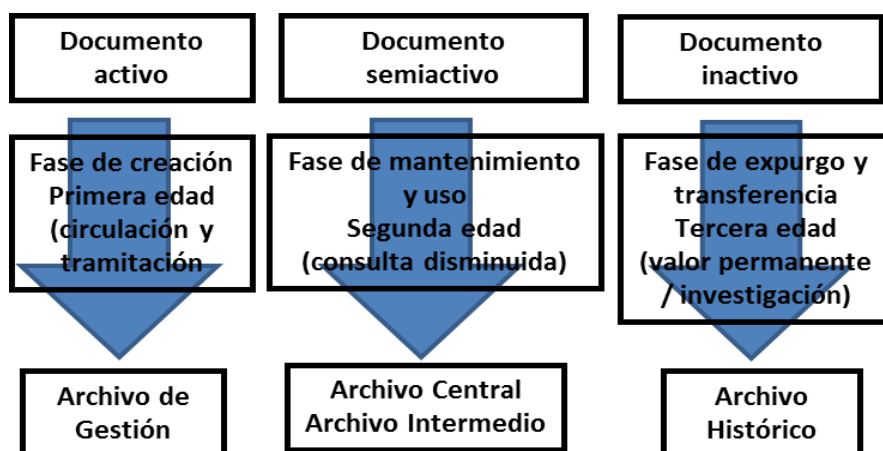 Documento
activo
Fase de creación
Primera edad
(circulación y
tramitación
Archivo de
Gestión
Documento
semiactivo
Fase de mantenimiento
y uso
Segunda edad
(consulta disminuida)
Archivo Central
Archivo Intermedio
Documento
inactivo
Fase de expurgo y
transferencia
Tercera edad
(valor permanente
/ investigación)
Archivo
Histórico